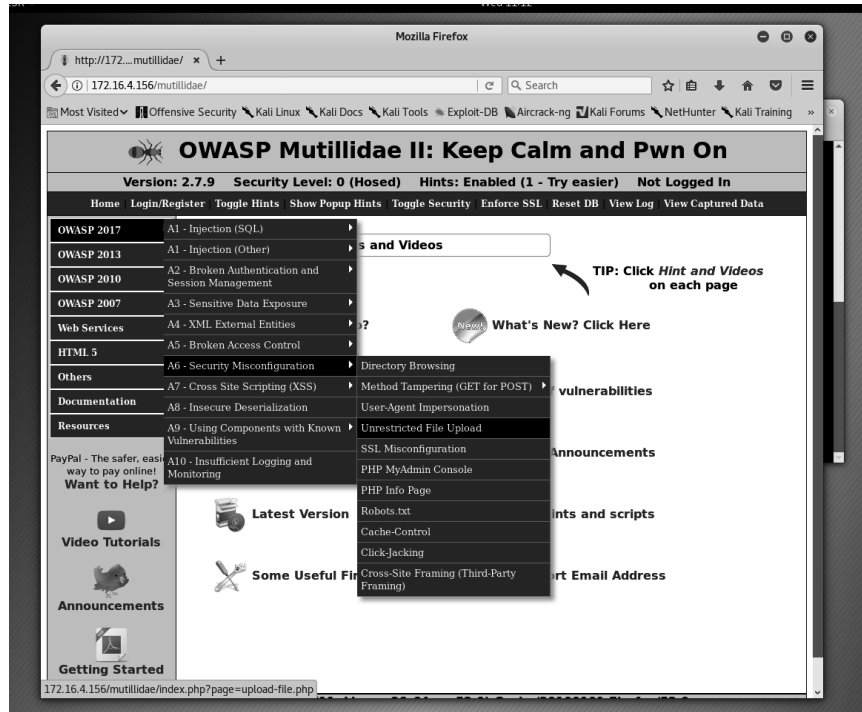 Mozilla Firefox
http://172....mutillidae/
172.16.4.156/mutillidae/
Search
Most Visited
Offensive Security
Kali Linux
Kali Docs
Kali Tools
Exploit-DB
Aircrack-ng
Kali Forums
NetHunter
Kali Training
»
OWASP Mutillidae II: Keep Calm and Pwn On
Version: 2.7.9 Security Level: 0 (Hosed) Hints: Enabled (1 - Try easier) Not Logged In
Home Login/Register Toggle Hints Show Popup Hints Toggle Security Enforce SSL Reset DB View Log View Captured Data
OWASP 2017
OWASP 2013
OWASP 2010
OWASP 2007
Web Services
HTML 5
Others
Documentation
Resources
A1 - Injection (SQL)
A1 - Injection (Other)
A2 - Broken Authentication and
Session Management
A3 - Sensitive Data Exposure
A4 - XML External Entities
A5 - Broken Access Control
A6 - Security Misconfiguration
A7 - Cross Site Scripting (XSS)
A8 - Insecure Deserialization
A9 - Using Components with Known
Vulnerabilities
A10 - Insufficient Logging and
Monitoring
Directory Browsing
Method Tampering (GET for POST)
User-Agent Impersonation
Unrestricted File Upload
SSL Misconfiguration
PHP MyAdmin Console
PHP Info Page
Robots.txt
Cache-Control
Click-Jacking
Cross-Site Framing (Third-Party
Framing)
s and Videos
TIP: Click Hint and Videos
on each page
?
New!
What's New? Click Here
vulnerabilities
Announcements
Latest Version
ints and scripts
Some Useful Fi
rt Email Address
PayPal - The safer, easi
way to pay online!
Want to Help?
Video Tutorials
Announcements
Getting Started
172.16.4.156/mutillidae/index.php?page=upload-file.php